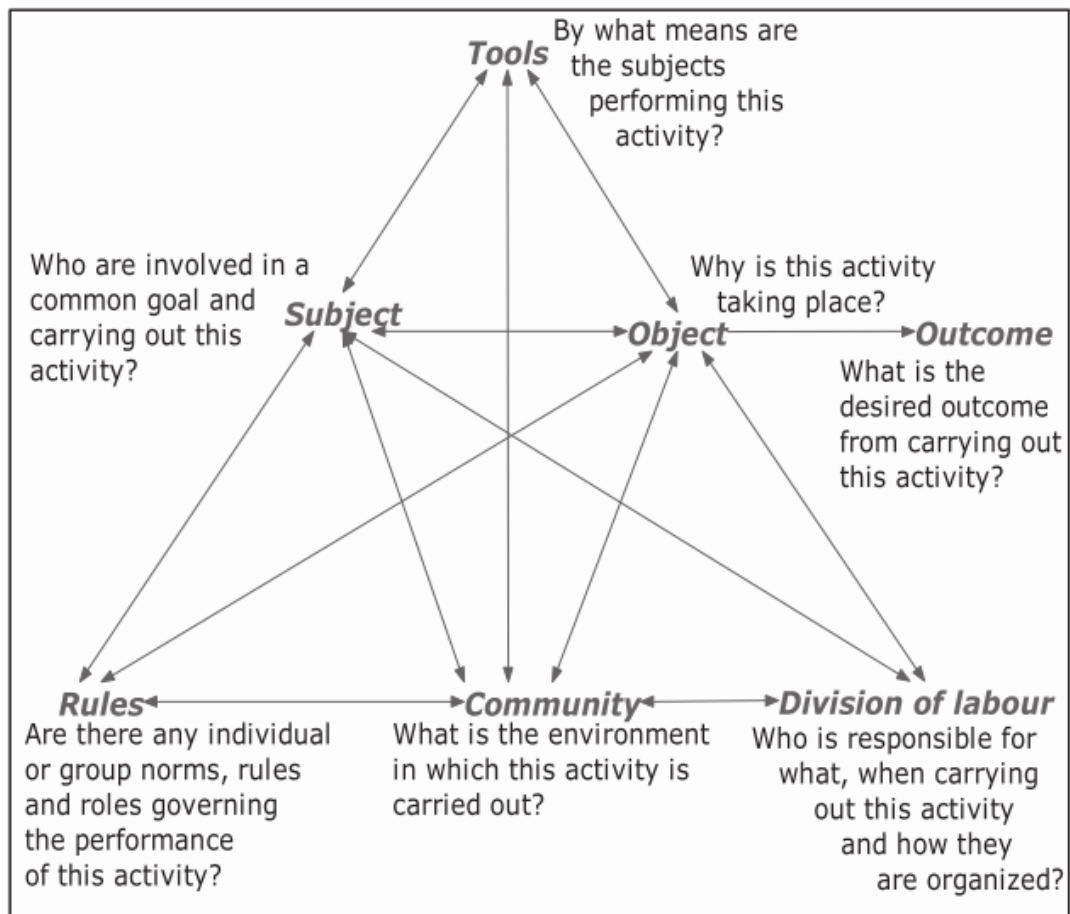 Tools
By what means are
the subjects
performing this
activity?
Who are involved in a
common goal and
carrying out this
activity?
Subject
Why is this activity
taking place?
Object
Outcome
What is the
desired outcome
from carrying out
this activity?
Rules
Are there any individual
or group norms, rules
and roles governing
the performance
of this activity?
Community
What is the environment
in which this activity is
carried out?
Division of labour
Who is responsible for
what, when carrying
out this activity
and how they
are organized?